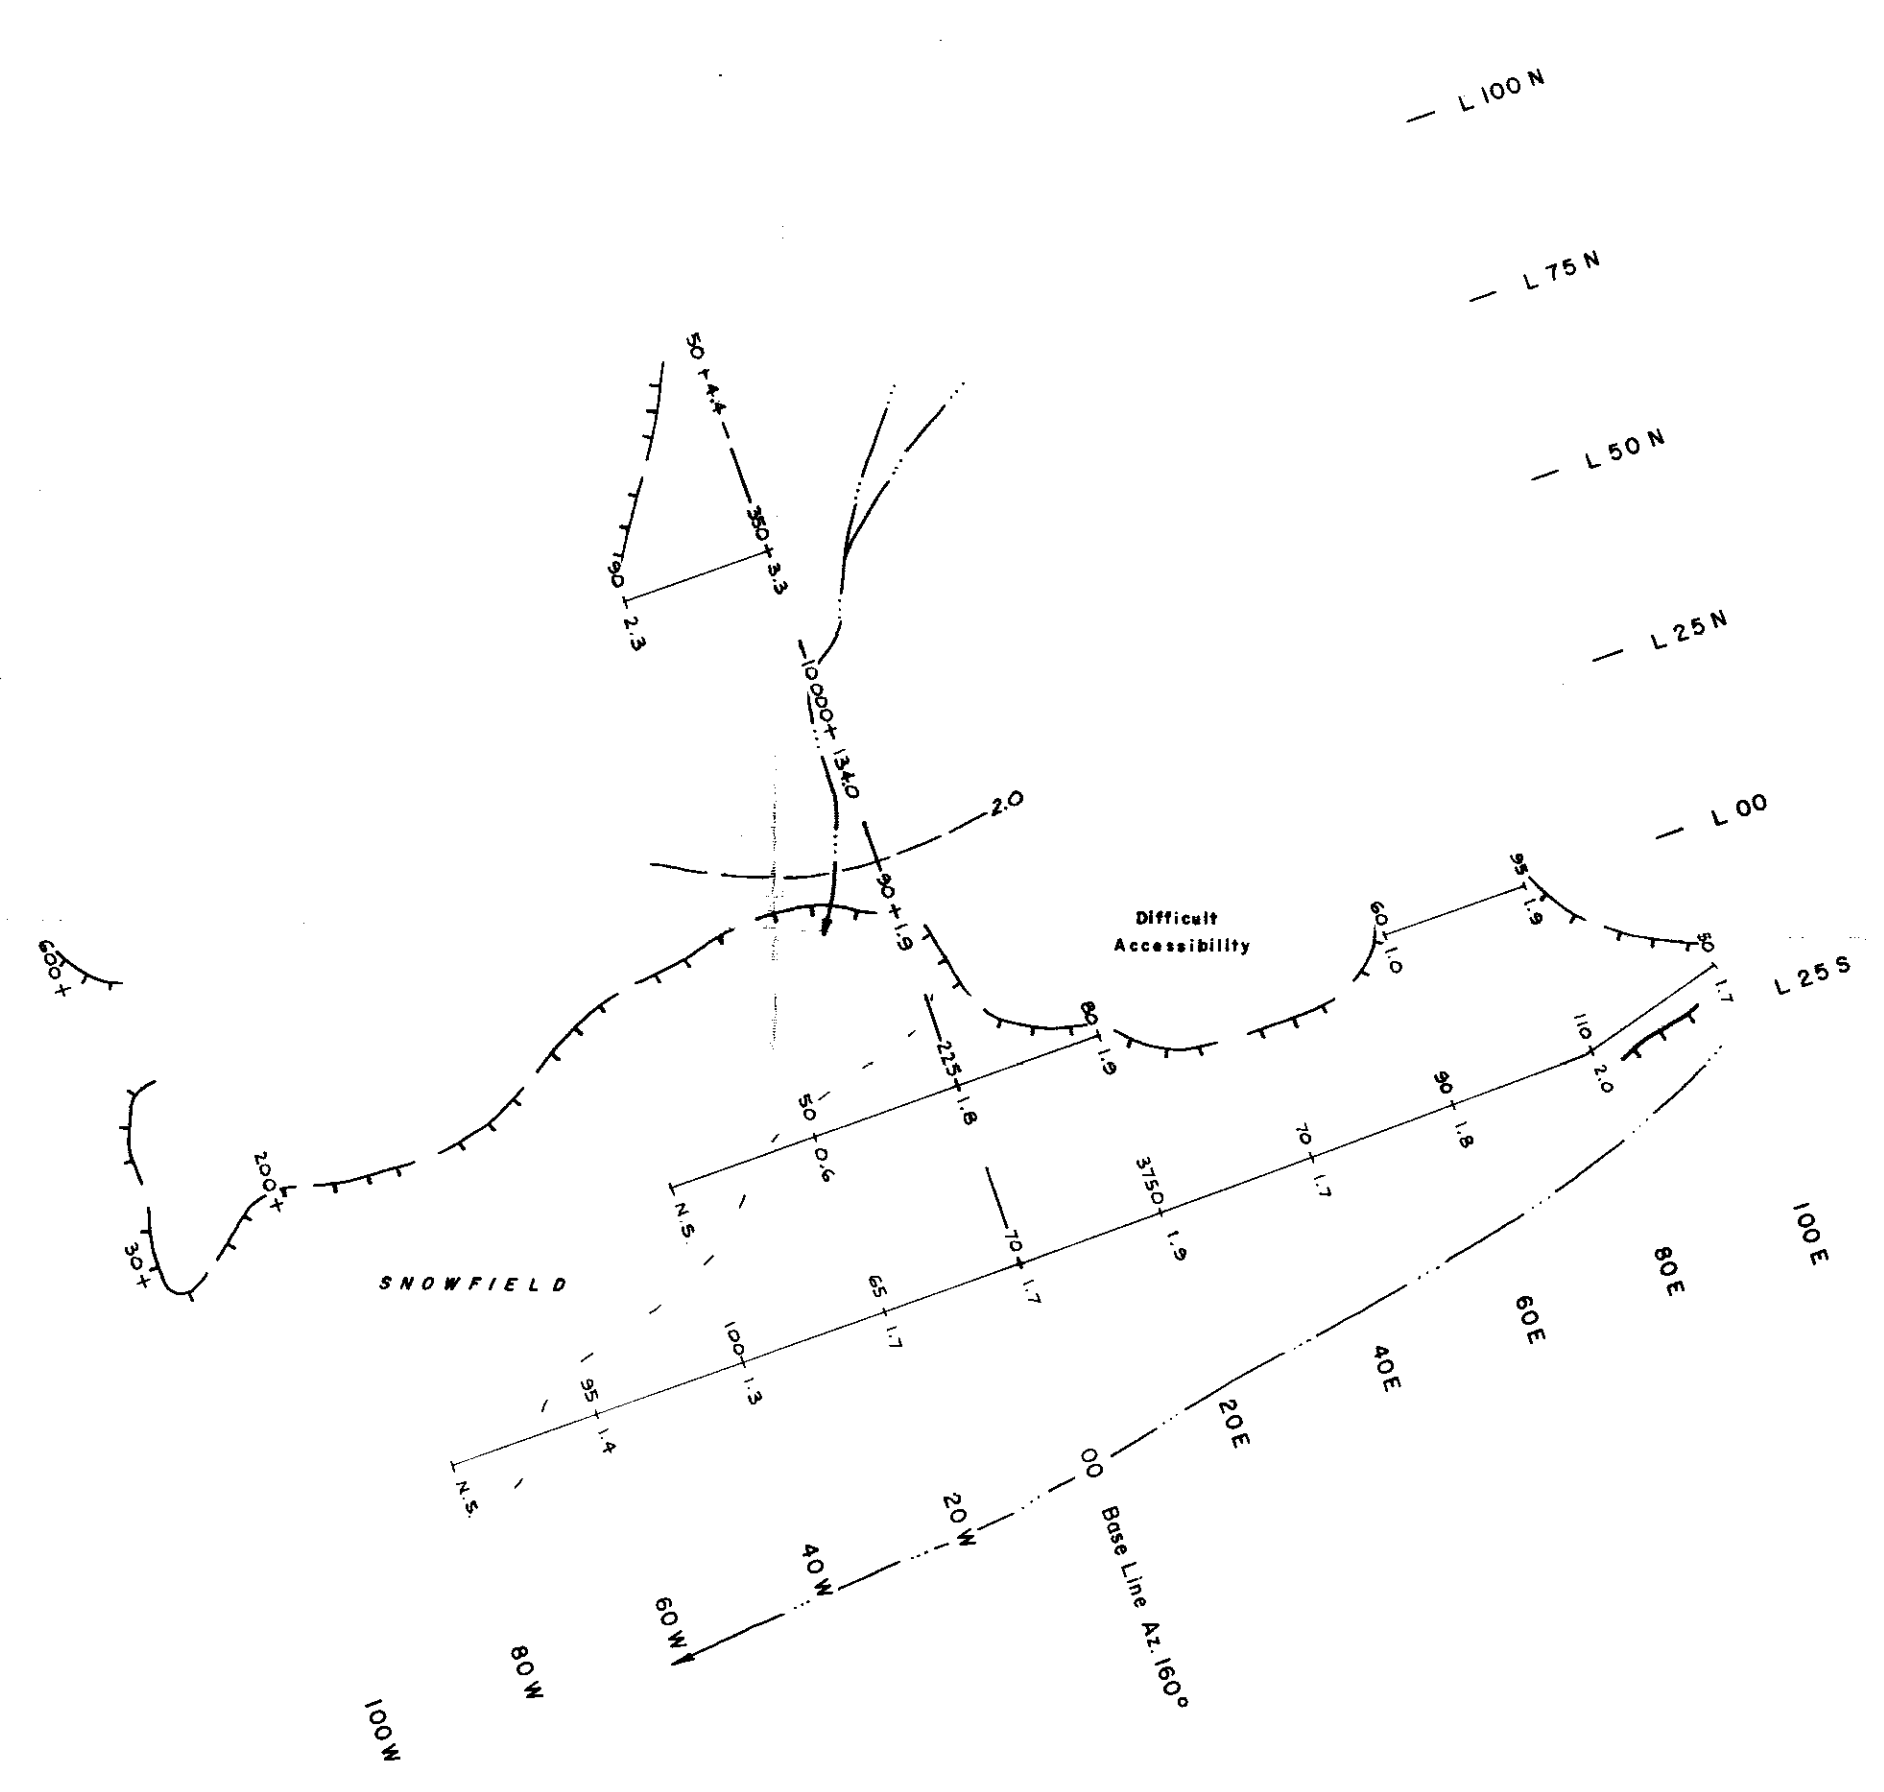 L 100 N
L 75 N
50
4.4
L 50 N
350
3.3
90
2.3
L 25 N
10000
134.0
2.0
L 00
90
1.9
95
1.9
60
1.0
Difficult
Accessibility
600
50
1.7
L 25 S
80
1.9
225
1.8
110
2.0
50
0.6
90
1.8
200
70
1.7
3750
1.9
N.S.
30
SNOWFIELD
70
1.7
65
1.7
100
1.3
95
1.4
N.S.
100 E
80 E
60 E
40 E
20 E
00
Base Line Az. 160°
20 W
40 W
60 W
80 W
100 W